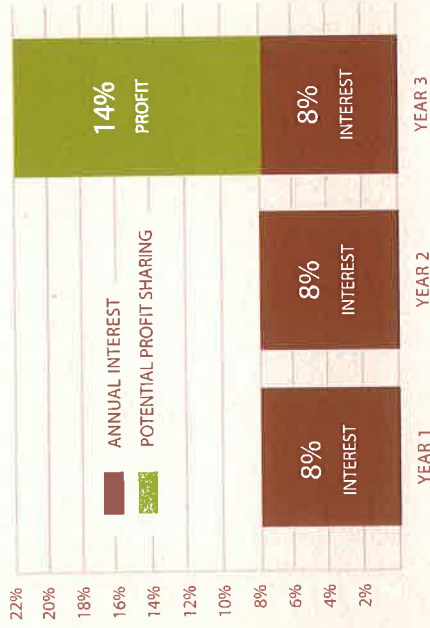 22%
20%
18%
16%
14%
12%
10%
8%
6%
4%
2%
ANNUAL INTEREST
POTENTIAL PROFIT SHARING
8%
INTEREST
8%
INTEREST
14%
PROFIT
8%
INTEREST
YEAR 1
YEAR 2
YEAR 3